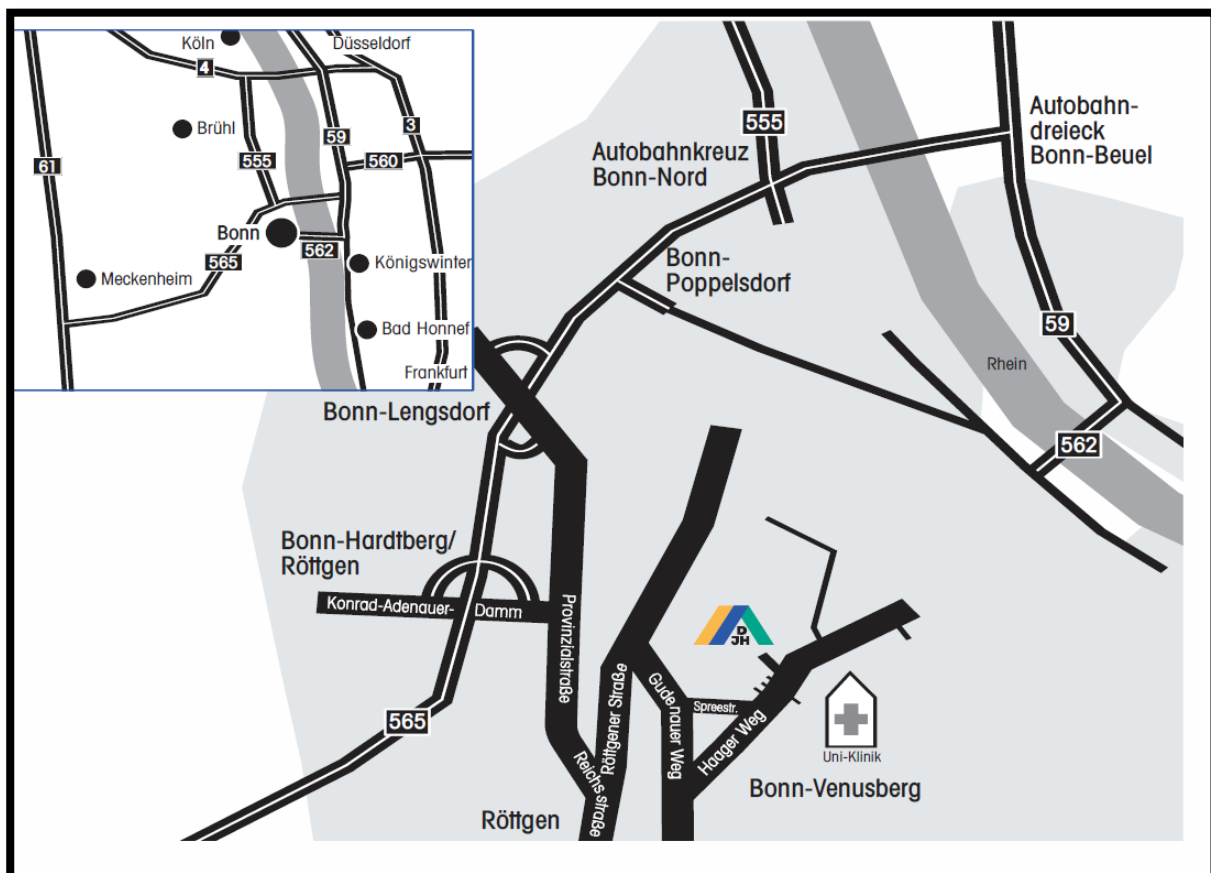 Köln
Düsseldorf
4
Brühl
59
3
61
555
560
Bonn
562
565
Meckenheim
Königswinter
Bad Honnef
Frankfurt
555
Autobahn-
dreieck
Bonn-Beuel
Autobahnkreuz
Bonn-Nord
Bonn-
Poppelsdorf
59
Rhein
562
Bonn-Lengsdorf
Bonn-Hardtberg/
Röttgen
Konrad-Adenauer-Damm
Provinzialstraße
D
JH
Röttgener Straße
Gudenauer Weg
Spreestr.
Haager Weg
565
Reichsstraße
Uni-Klinik
Bonn-Venusberg
Röttgen